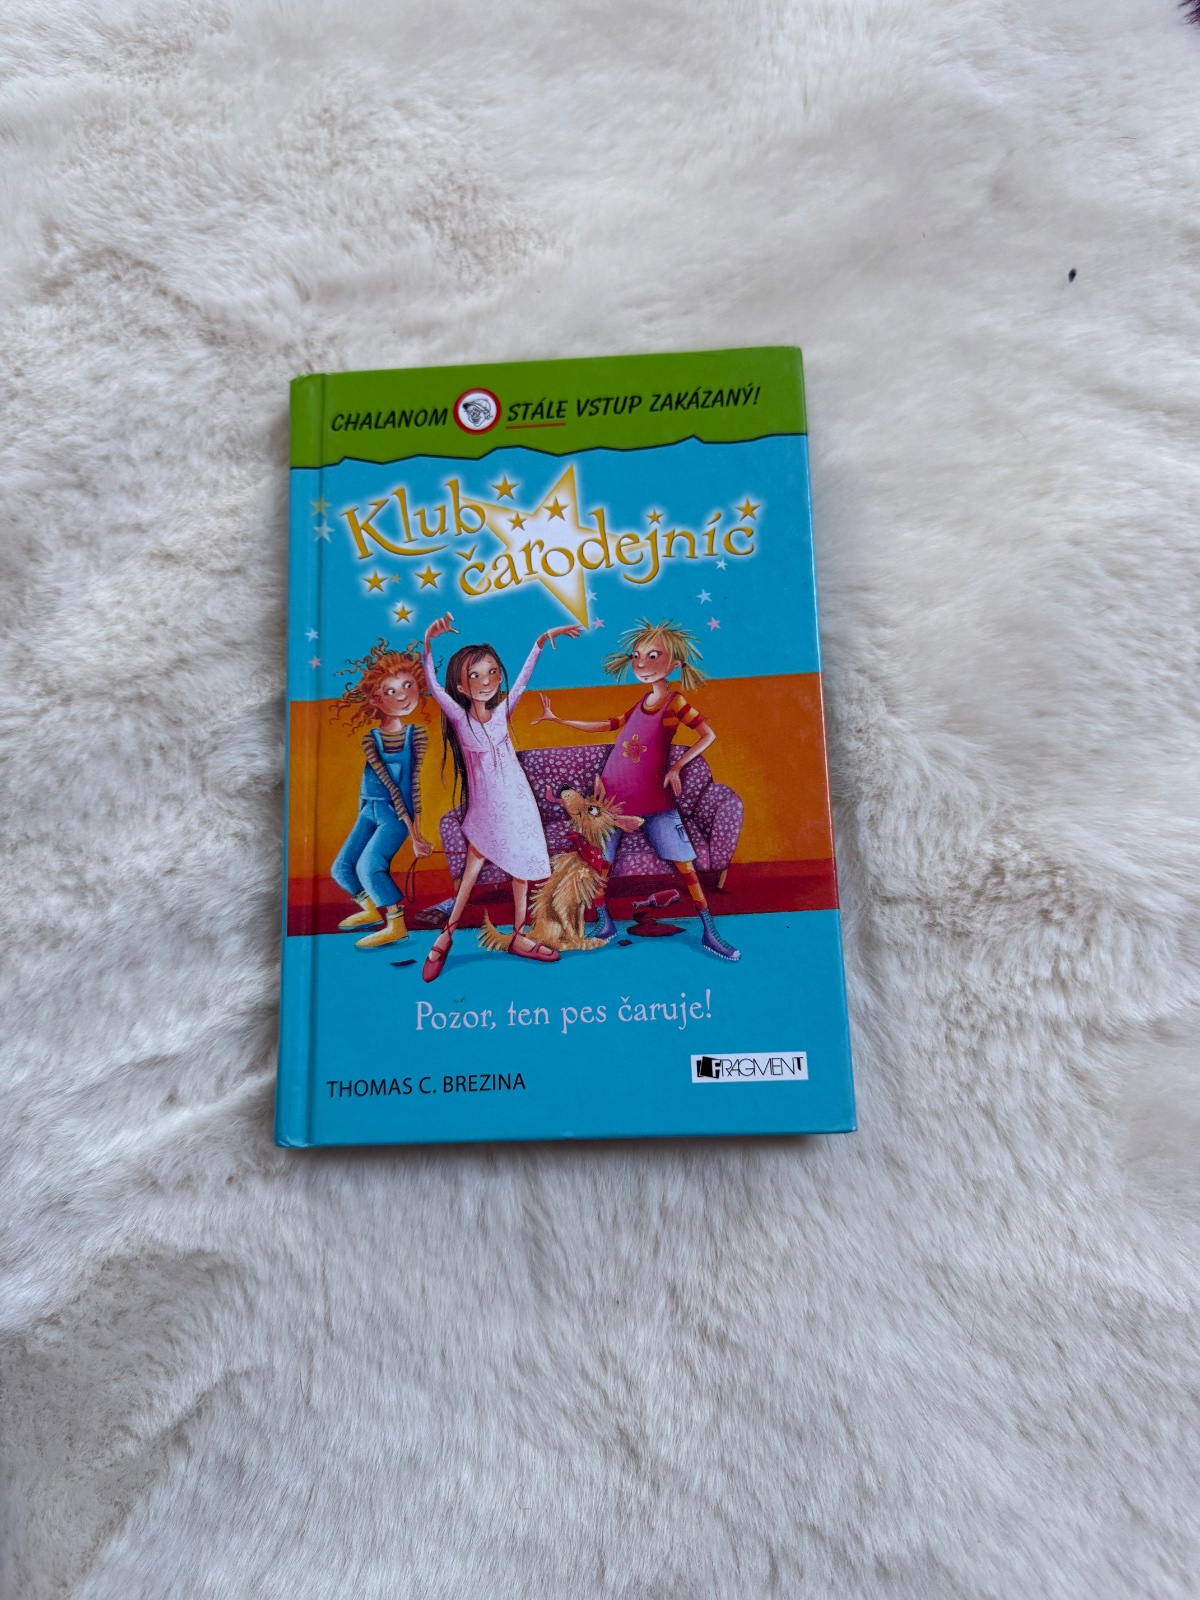 CHALANOM STÁLE VSTUP ZAKÁZANÝ!
Klub
čarodejníc
Pozor, ten pes čaruje!
THOMAS C. BREZINA
FRAGMENT